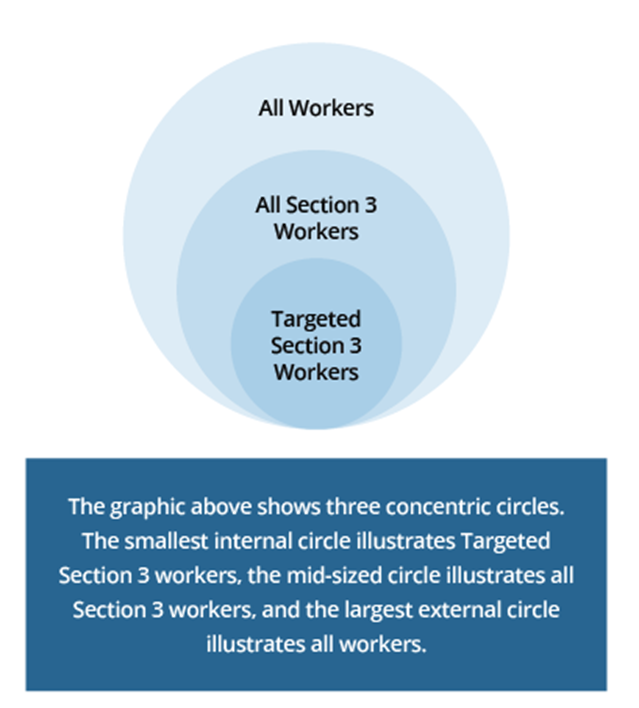 All Workers
All Section 3
Workers
Targeted
Section 3
Workers
The graphic above shows three concentric circles.
The smallest internal circle illustrates Targeted
Section 3 workers, the mid-sized circle illustrates all
Section 3 workers, and the largest external circle
illustrates all workers.